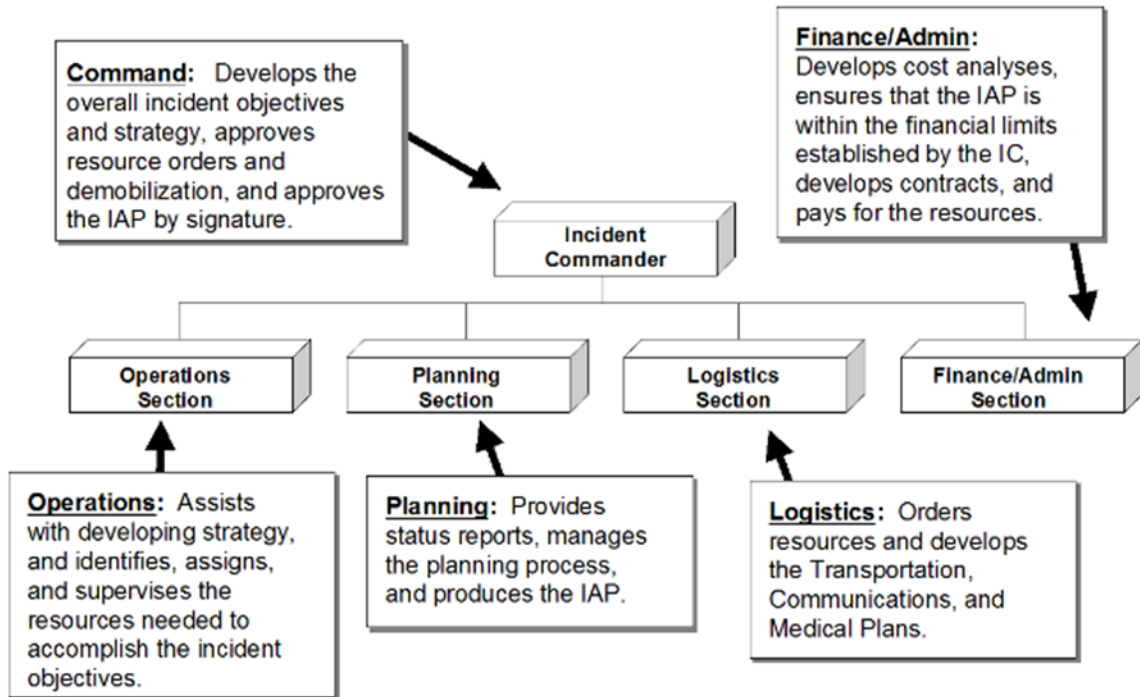 Command:   Develops the
overall incident objectives
and strategy, approves
resource orders and
demobilization, and approves
the IAP by signature.
Finance/Admin:
Develops cost analyses,
ensures that the IAP is
within the financial limits
established by the IC,
develops contracts, and
pays for the resources.
Incident
Commander
Operations
Section
Planning
Section
Logistics
Section
Finance/Admin
Section
Operations:  Assists
with developing strategy,
and identifies, assigns,
and supervises the
resources needed to
accomplish the incident
objectives.
Planning:  Provides
status reports, manages
the planning process,
and produces the IAP.
Logistics:  Orders
resources and develops
the Transportation,
Communications, and
Medical Plans.